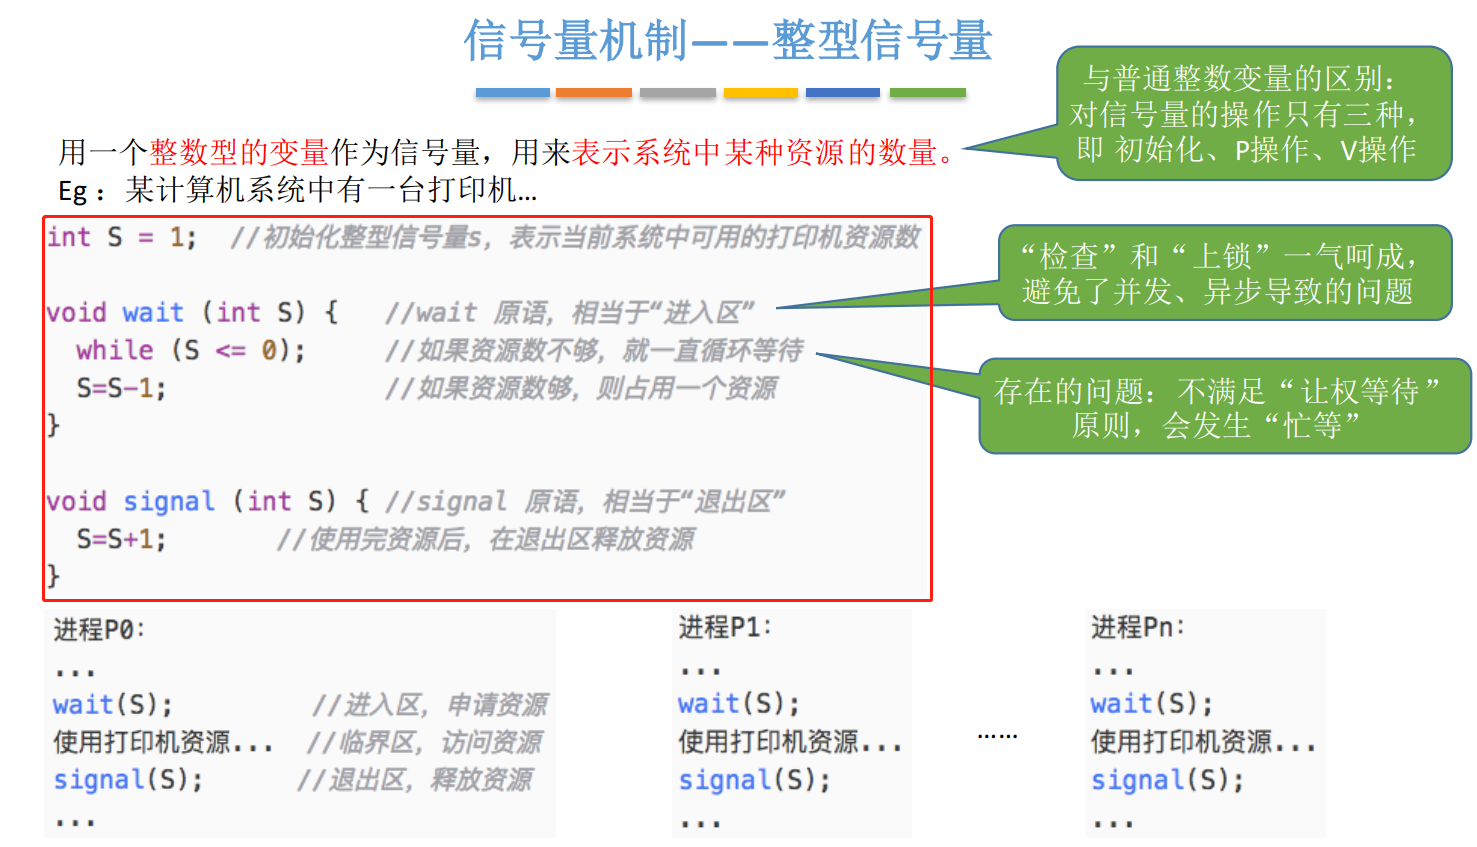 信号量机制——整型信号量
与普通整数变量的区别：
对信号量的操作只有三种，
即 初始化、P操作、V操作
用一个整数型的变量作为信号量，用来表示系统中某种资源的数量。
Eg：某计算机系统中有一台打印机...
int S = 1;  //初始化整型信号量s，表示当前系统中可用的打印机资源数
“检查”和“上锁”一气呵成，
避免了并发、异步导致的问题
void wait (int S) {   //wait 原语，相当于“进入区”
while (S <= 0);     //如果资源数不够，就一直循环等待
S=S-1;              //如果资源数够，则占用一个资源
}
存在的问题：不满足“让权等待”
原则，会发生“忙等”
void signal (int S) { //signal 原语，相当于“退出区”
S=S+1;       //使用完资源后，在退出区释放资源
}
进程P0：
...
wait(S);         //进入区，申请资源
使用打印机资源...  //临界区，访问资源
signal(S);      //退出区，释放资源
...
进程P1：
...
wait(S);
使用打印机资源...
signal(S);
...
……
进程Pn：
...
wait(S);
使用打印机资源...
signal(S);
...